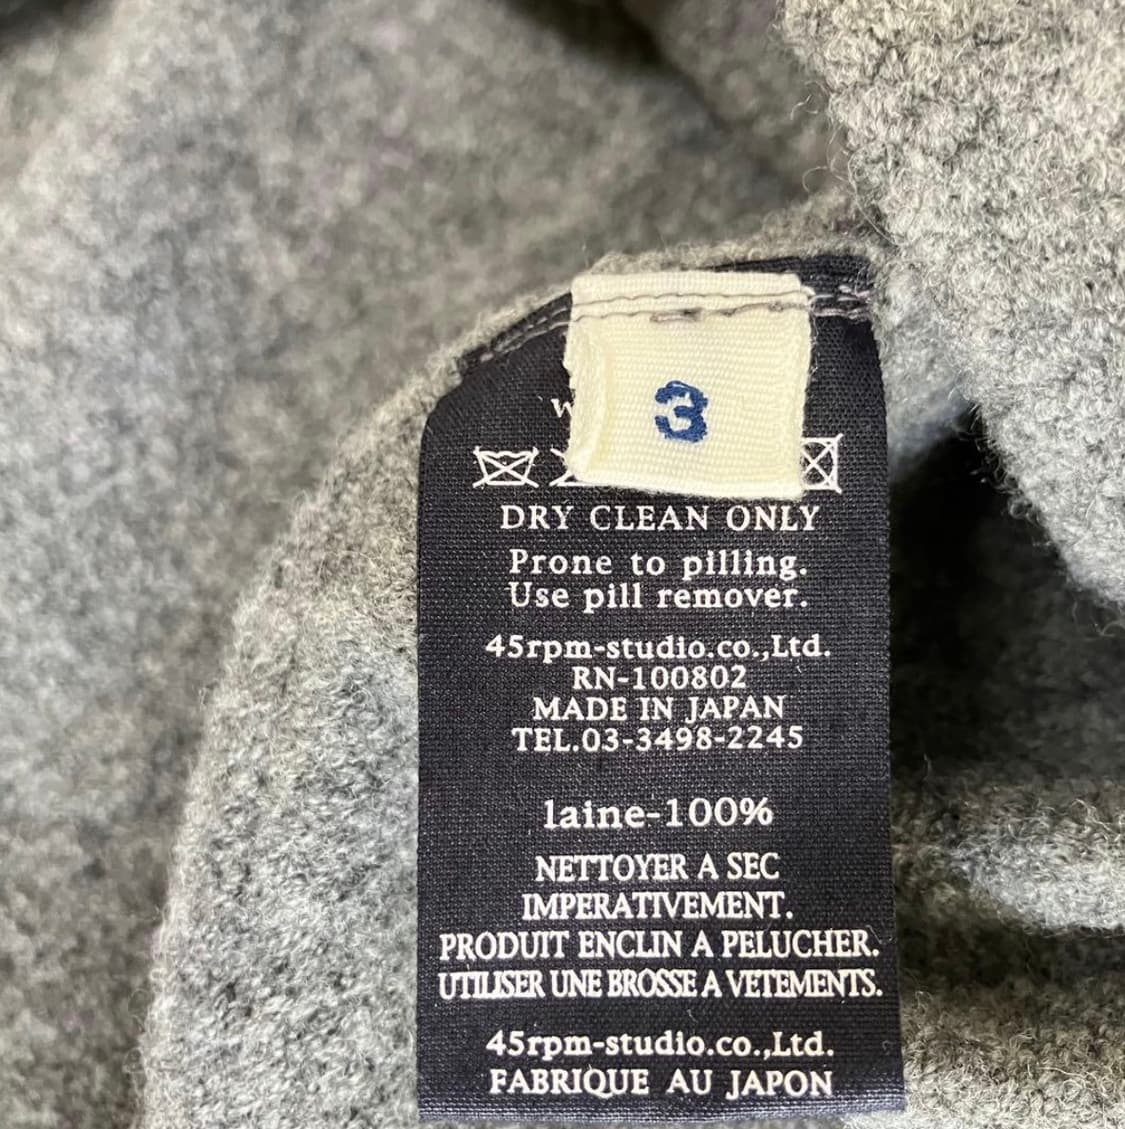 3
DRY CLEAN ONLY
Prone to pilling.
Use pill remover.
45rpm-studio.co.,Ltd.
RN-100802
MADE IN JAPAN
TEL.03-3498-2245
laine-100%
NETTOYER A SEC
IMPERATIVEMENT.
PRODUIT ENCLIN A PELUCHER.
UTILISER UNE BROSSE A VETEMENTS.
45rpm-studio.co.,Ltd.
FABRIQUE AU JAPON